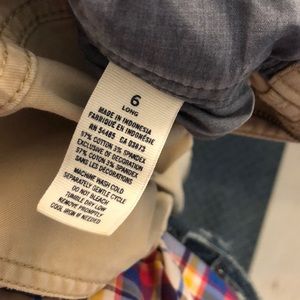 6
LONG
MADE IN INDONESIA
FABRIQUÉ EN INDONÉSIE
RN 54485 CA 03673
97% COTTON 3% SPANDEX
EXCLUSIVE OF DECORATION
97% COTON 3% SPANDEX
SANS LES DÉCORATIONS
MACHINE WASH COLD
SEPARATELY GENTLE CYCLE
DO NOT BLEACH
TUMBLE DRY LOW
REMOVE PROMPTLY
COOL IRON IF NEEDED